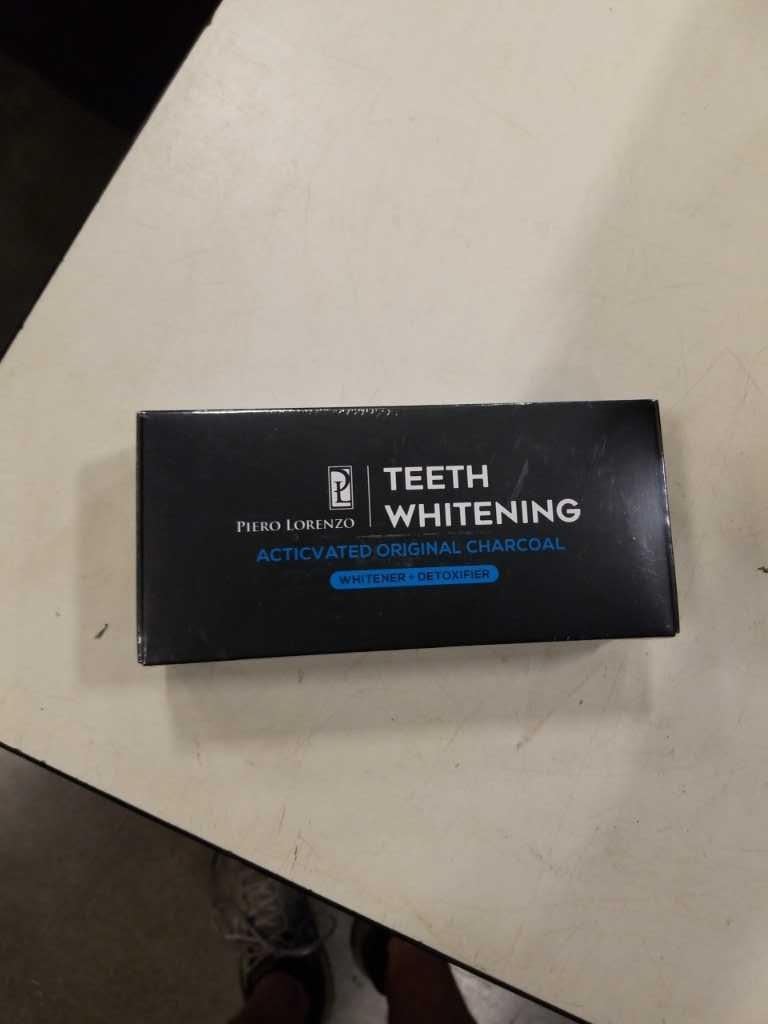 PL
PIERO LORENZO
TEETH
WHITENING
ACTICVATED ORIGINAL CHARCOAL
WHITENER + DETOXIFIER